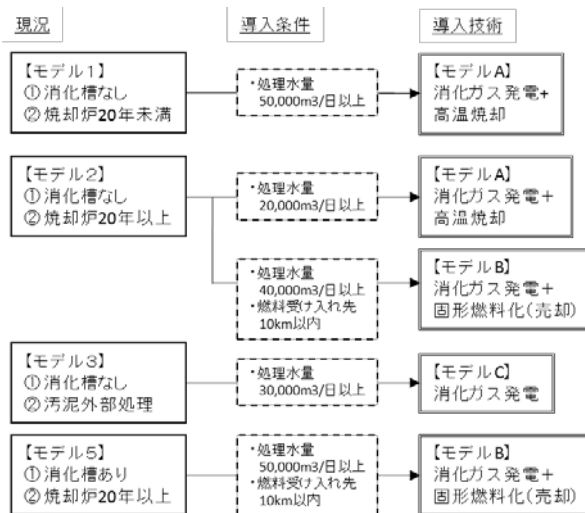 現況
導入条件
導入技術
【モデル1】
①消化槽なし
②焼却炉20年未満
・処理水量
50,000m3/日以上
【モデルA】
消化ガス発電+
高温焼却
【モデル2】
①消化槽なし
②焼却炉20年以上
・処理水量
20,000m3/日以上
【モデルA】
消化ガス発電+
高温焼却
・処理水量
40,000m3/日以上
・燃料受け入れ先
10km以内
【モデルB】
消化ガス発電+
固形燃料化(売却)
【モデル3】
①消化槽なし
②汚泥外部処理
・処理水量
30,000m3/日以上
【モデルC】
消化ガス発電
【モデル5】
①消化槽あり
②焼却炉20年以上
・処理水量
50,000m3/日以上
・燃料受け入れ先
10km以内
【モデルB】
消化ガス発電+
固形燃料化(売却)